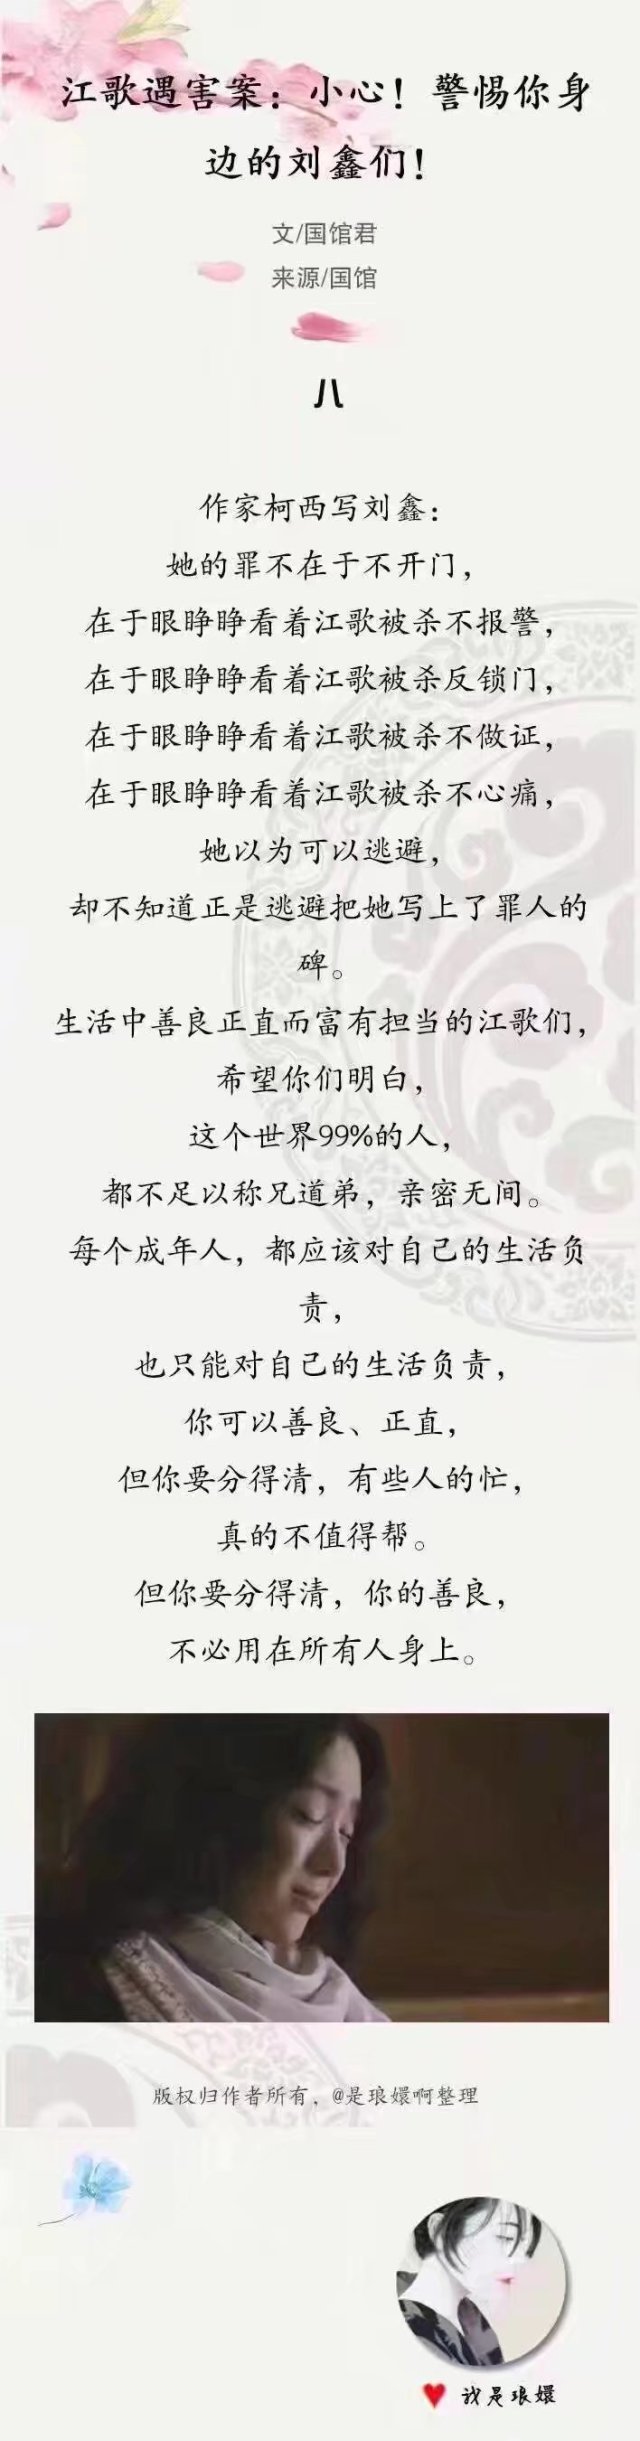 江歌遇害案：小心！警惕你身
边的刘鑫们！
文/国馆君
来源/国馆
八
作家柯西写刘鑫：
她的罪不在于不开门，
在于眼睁睁看着江歌被杀不报警，
在于眼睁睁看着江歌被杀反锁门，
在于眼睁睁看着江歌被杀不做证，
在于眼睁睁看着江歌被杀不心痛，
她以为可以逃避，
却不知道正是逃避把她写上了罪人的
碑。
生活中善良正直而富有担当的江歌们，
希望你们明白，
这个世界99%的人，
都不足以称兄道弟，亲密无间。
每个成年人，都应该对自己的生活负
责，
也只能对自己的生活负责，
你可以善良、正直，
但你要分得清，有些人的忙，
真的不值得帮。
但你要分得清，你的善良，
不必用在所有人身上。
版权归作者所有，@是琅嬛啊整理
我是琅嬛